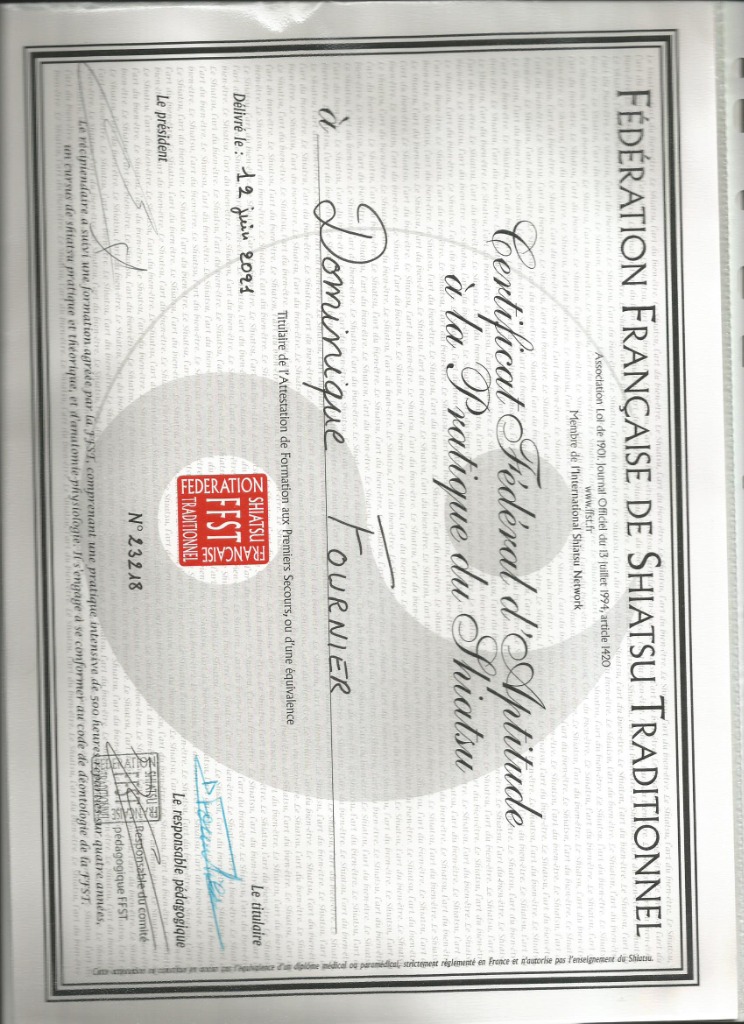 FÉDÉRATION FRANÇAISE DE SHIATSU TRADITIONNEL
Association Loi de 1901. Journal Officiel du 13 juillet 1994, article 1420
www.ffst.fr
Membre de l'International Shiatsu Network
Certificat Fédéral d'Aptitude
à la Pratique du Shiatsu
à Dominique FOURNIER
Titulaire de l'Attestation de Formation aux Premiers Secours, ou d'une équivalence
Délivré le : 12 juin 2021
Le titulaire
Le président
FEDERATION
SHIATSU
FFST
TRADITIONNEL
FRANÇAISE
Le responsable pédagogique
N° 23218
Responsable du comité
pédagogique FFST
Le récipiendaire a suivi une formation agréée par la FFST, comprenant une pratique intensive de 500 heures réparties sur quatre années,
un cursus de shiatsu pratique et théorique, et d'anatomie physiologie. Il s'engage à se conformer au code de déontologie de la FFST.
Cette attestation ne constitue en aucun cas l'équivalence d'un diplôme médical ou paramédical, strictement réglementé en France et n'autorise pas l'enseignement du Shiatsu.